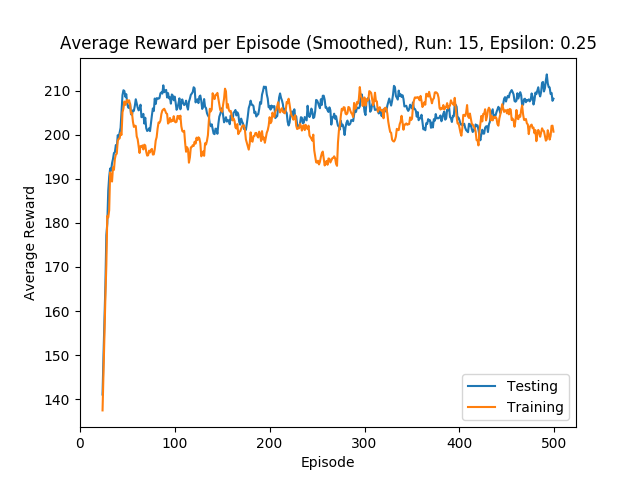 Average Reward per Episode (Smoothed), Run: 15, Epsilon: 0.25
210
200
190
180
170
160
150
140
Average Reward
0 100 200 300 400 500
Episode
Testing
Training